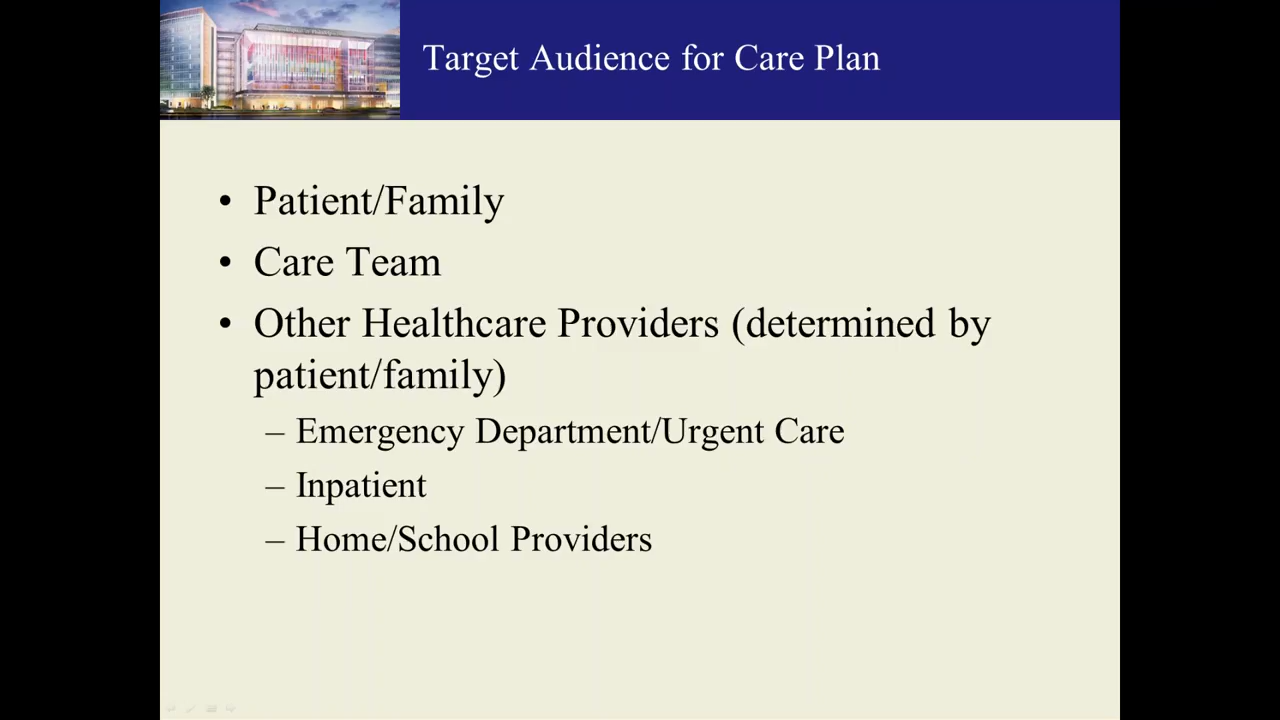 Target Audience for Care Plan
• Patient/Family
• Care Team
• Other Healthcare Providers (determined by
patient/family)
– Emergency Department/Urgent Care
– Inpatient
– Home/School Providers